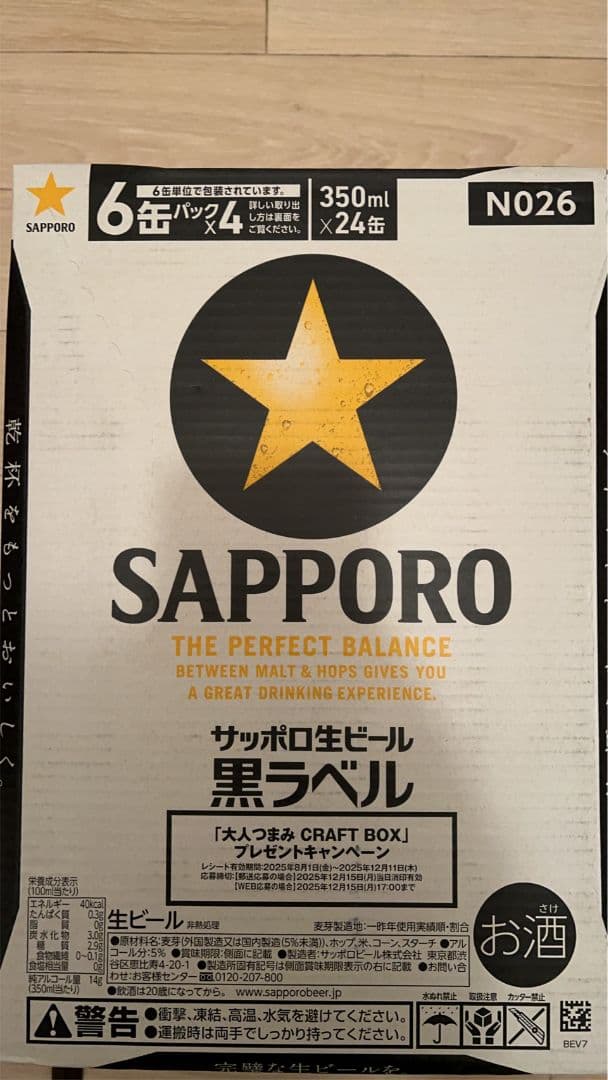 SAPPORO
6缶単位で包装されています。
6缶パック×4
詳しい取り出
し方は裏面を
ご覧ください。
350ml
×24缶
N026
SAPPORO
THE PERFECT BALANCE
BETWEEN MALT & HOPS GIVES YOU
A GREAT DRINKING EXPERIENCE.
サッポロ生ビール
黒ラベル
「大人つまみ CRAFT BOX」
プレゼントキャンペーン
レシート有効期間:2025年8月1日(金)~2025年12月11日(木)
応募締切:【郵送応募の場合】2025年12月15日(月)当日消印有効
【WEB応募の場合】2025年12月15日(月)17:00まで
乾杯をもっとおいしく。
栄養成分表示
(100ml当たり)
エネルギー 40kcal
たんぱく質 0.3g
脂質 0g
炭水化物 3.0g
糖質 2.9g
食物繊維 0~0.1g
食塩相当量 0g
純アルコール量 14g
(350ml当たり)
生ビール 非熱処理
麦芽製造地:一昨年使用実績順・割合
●原材料名:麦芽(外国製造又は国内製造(5%未満))、ホップ、米、コーン、スターチ ●アル
コール分:5% ●賞味期限:側面に記載 ●製造者:サッポロビール株式会社 東京都渋
谷区恵比寿4-20-1 ●製造所固有記号は側面賞味期限表示の右に記載 ●お問い合
わせ:お客様センター 0120-207-800
●飲酒は20歳になってから。 www.sapporobeer.jp
さけ
お酒
警告
●衝撃、凍結、高温、水気を避けてください。
●運搬時は両手でしっかり持ってください。
水ぬれ禁止
取扱注意
カッター禁止
BEV7
完璧な生ビールを